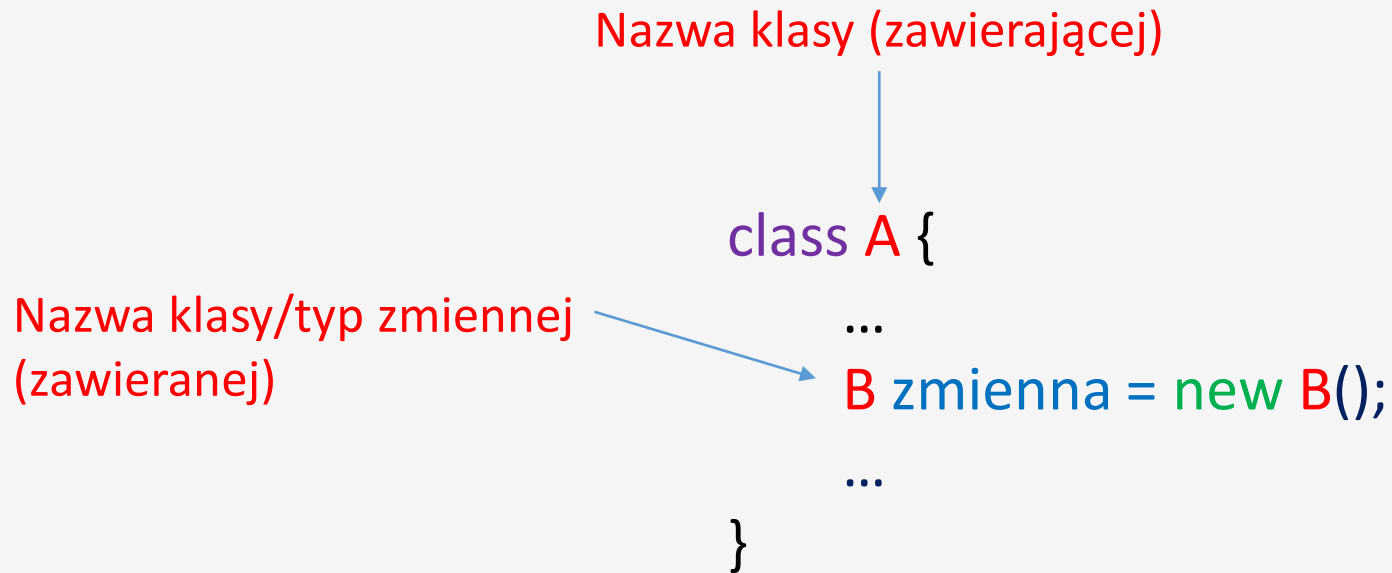 Nazwa klasy (zawierającej)
class A {
Nazwa klasy/typ zmiennej
(zawieranej)
...
B zmienna = new B();
...
}